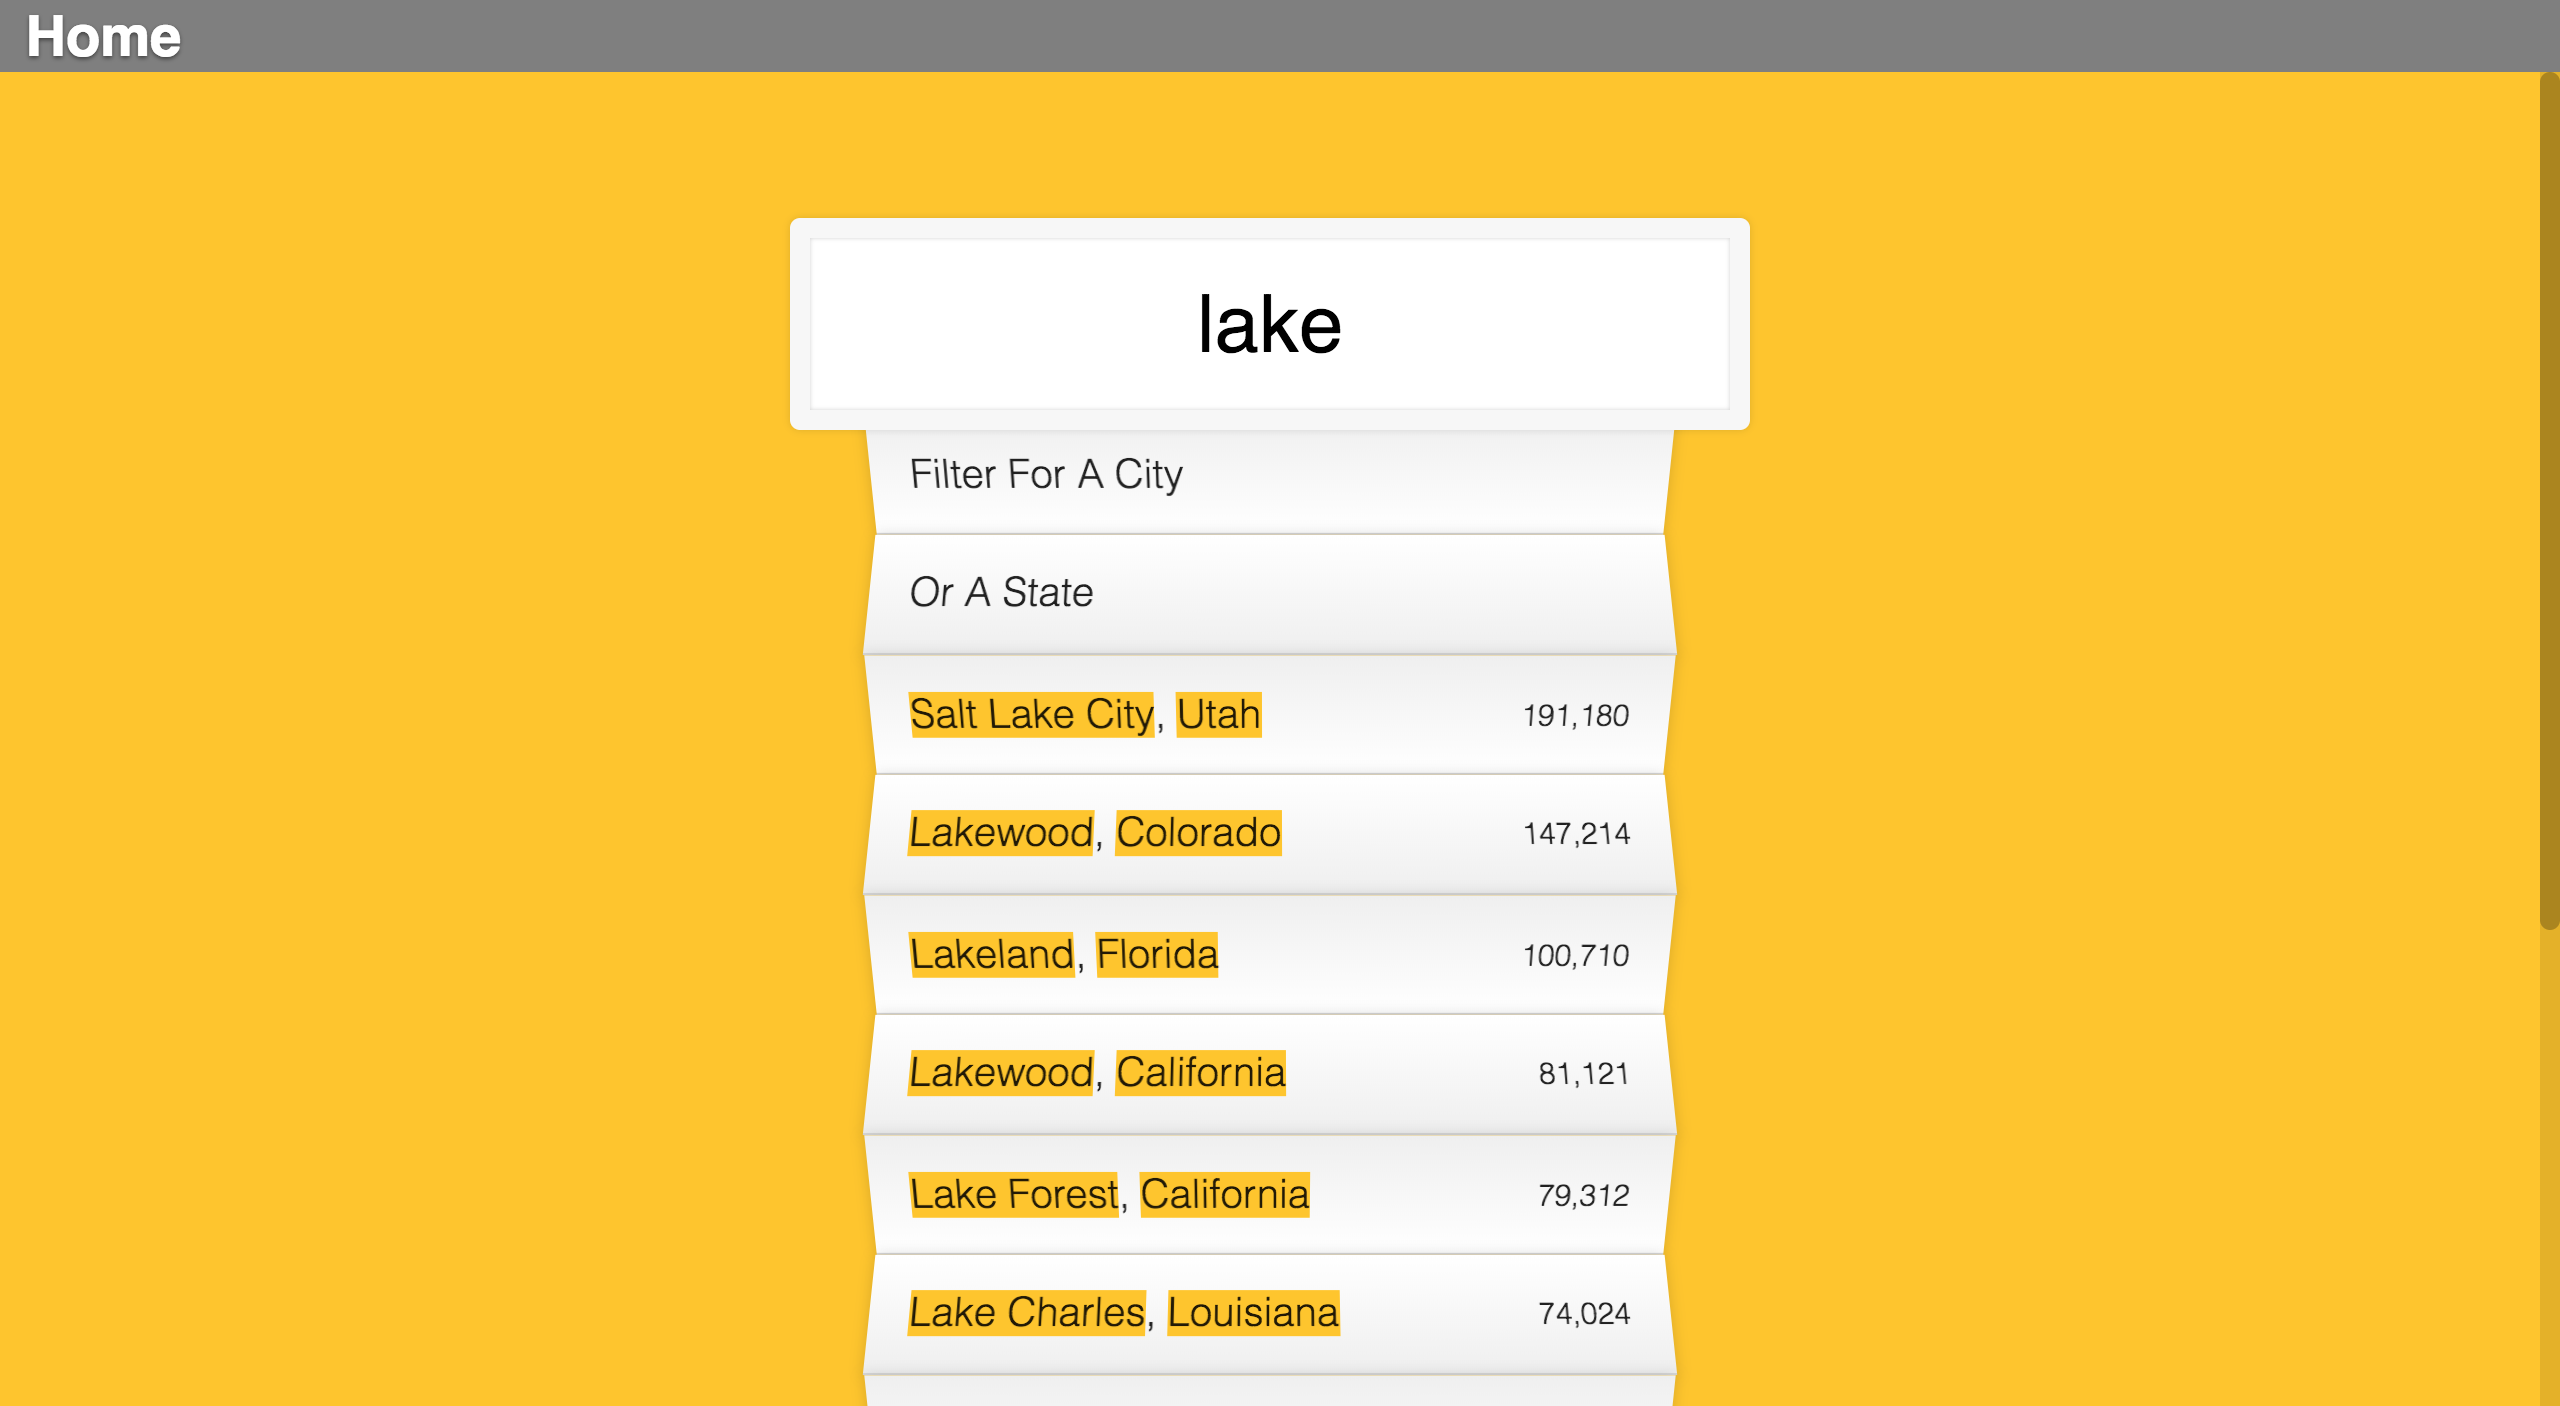 Home
lake
Filter For A City
Or A State
Salt Lake City, Utah 191,180
Lakewood, Colorado 147,214
Lakeland, Florida 100,710
Lakewood, California 81,121
Lake Forest, California 79,312
Lake Charles, Louisiana 74,024